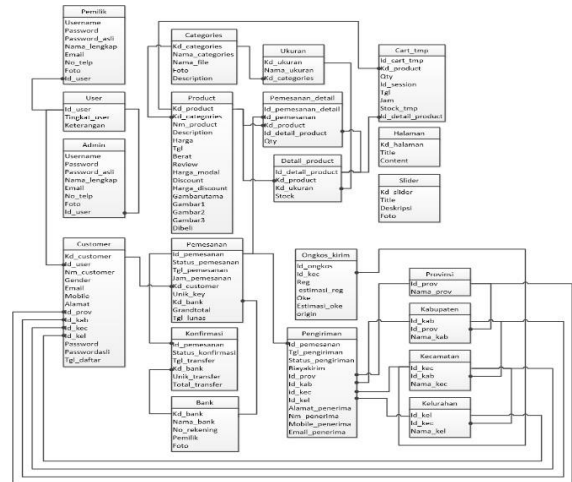 Pemilik
Username
Password
Password_asli
Nama_lengkap
Email
No_telp
Foto
Id_user
User
Id_user
Tingkat_user
Keterangan
Admin
Username
Password
Password_asli
Nama_lengkap
Email
No_telp
Foto
Id_user
Customer
Kd_customer
Id_user
Nm_customer
Gender
Email
Mobile
Alamat
Kd_prov
Id_kab
Id_kec
Id_kel
Password
Passwordasli
Tgl_daftar
Categories
Kd_categories
Nama_categories
Nama_file
Foto
Description
Product
Kd_product
Kd_categories
Nm_product
Description
Harga
Tgl
Berat
Review
Harga_modal
Discount
Harga_discount
Gambarutama
Gambar1
Gambar2
Gambar3
Dibeli
Pemesanan
Id_pemesanan
Status_pemesanan
Tgl_pemesanan
Jam_pemesanan
Kd_customer
Unik_key
Kd_bank
Grandtotal
Tgl_lunas
Konfirmasi
Id_pemesanan
Status_konfirmasi
Tgl_transfer
Kd_bank
Unik_transfer
Total_transfer
Bank
Kd_bank
Nama_bank
No_rekening
Pemilik
Foto
Ukuran
Kd_ukuran
Nama_ukuran
Kd_categories
Pemesanan_detail
Id_pemesanan_detail
Id_pemesanan
Kd_product
Id_detail_product
Qty
Detail_product
Id_detail_product
Kd_product
Kd_ukuran
Stock
Ongkos_kirim
Id_ongkos
Id_kec
Reg
estimasi_reg
Oke
Estimasi_oke
origin
Pengiriman
Id_pemesanan
Tgl_pengiriman
Status_pengiriman
Biayakirim
Id_prov
Id_kab
Id_kec
Id_kel
Alamat_penerima
Nm_penerima
Mobile_penerima
Email_penerima
Cart_tmp
Id_cart_tmp
Kd_product
Qty
Id_session
Tgl
Jam
Stock_tmp
Id_detail_product
Halaman
Kd_halaman
Title
Content
Slider
Kd_slider
Title
Deskripsi
Foto
Provinsi
Id_prov
Nama_prov
Kabupaten
Id_kab
Id_prov
Nama_kab
Kecamatan
Id_kec
Id_kab
Nama_kec
Kelurahan
Id_kel
Id_kec
Nama_kel